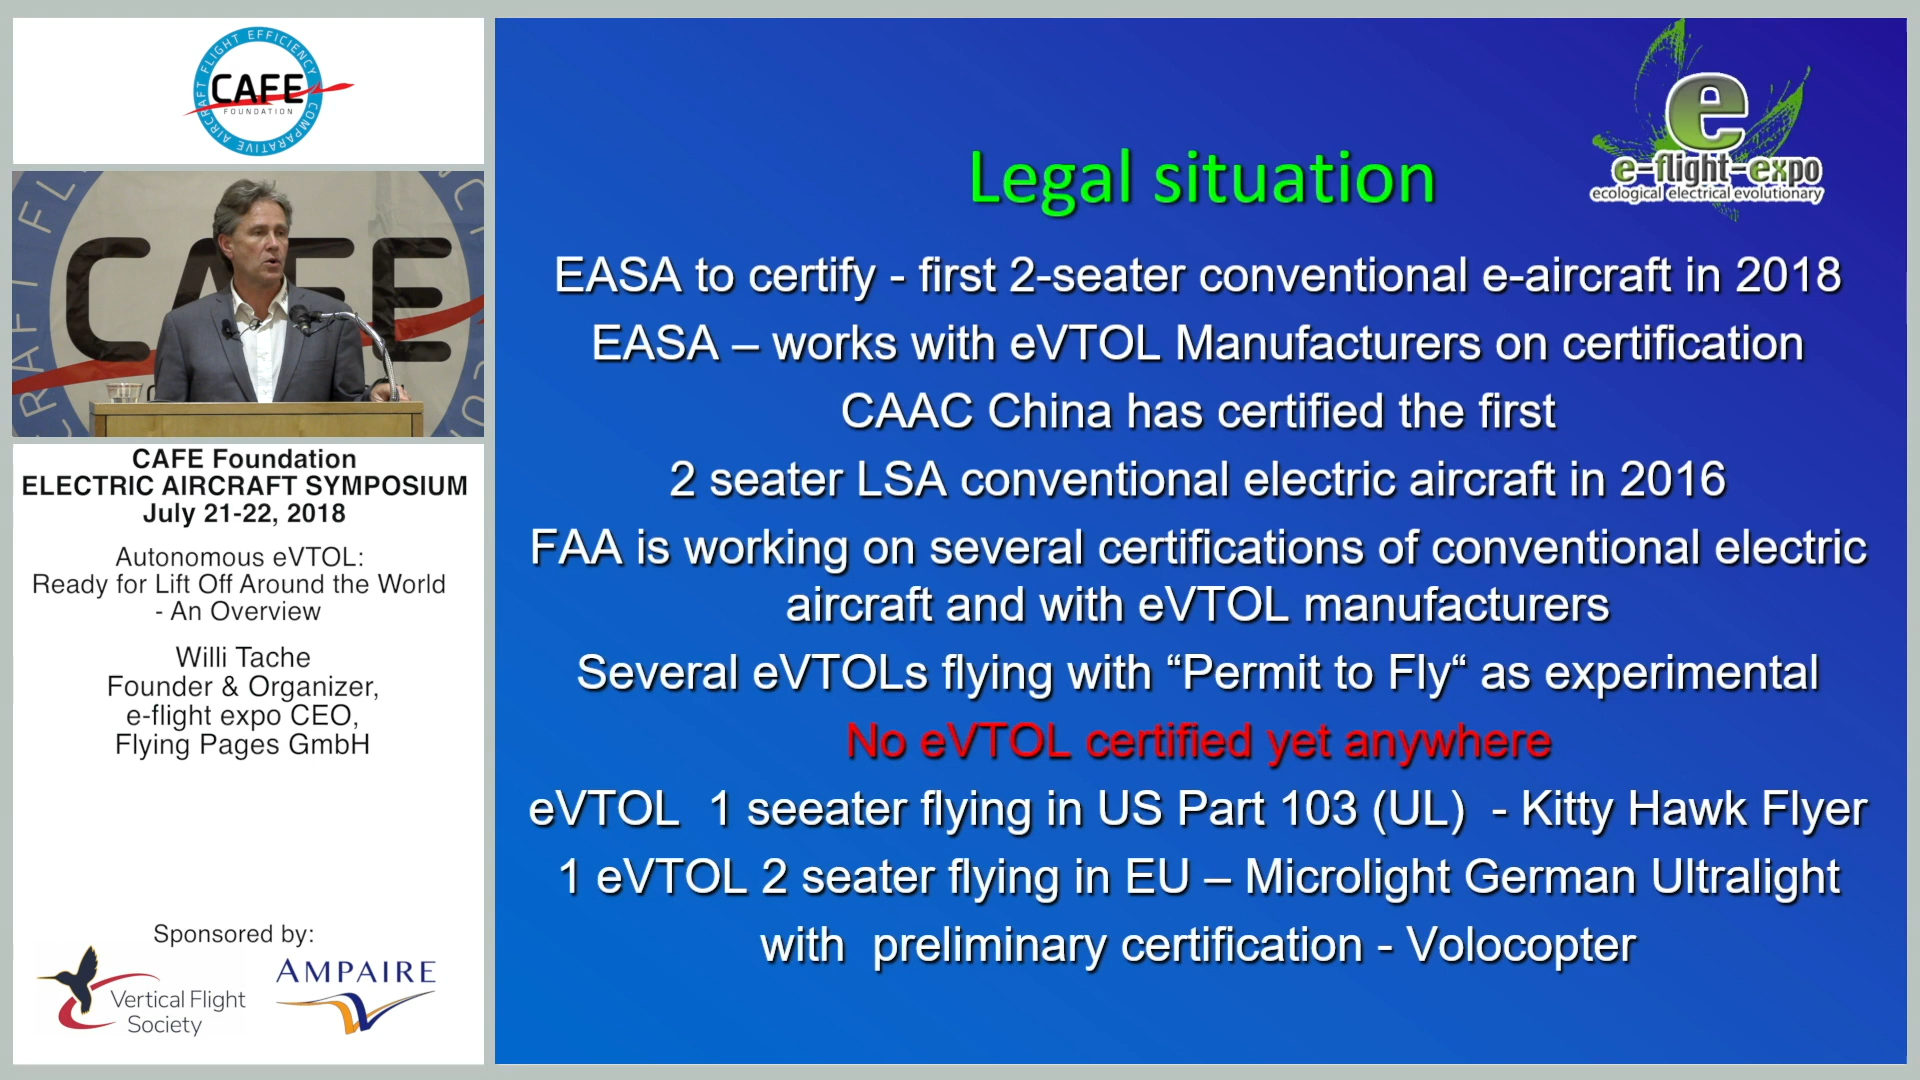 AIRCRAFT FLIGHT EFFICIENCY
COMPARATIVE
CAFE
FOUNDATION
CAFE
CAFE Foundation
ELECTRIC AIRCRAFT SYMPOSIUM
July 21-22, 2018
Autonomous eVTOL:
Ready for Lift Off Around the World
- An Overview
Willi Tache
Founder & Organizer,
e-flight expo CEO,
Flying Pages GmbH
Sponsored by:
Vertical Flight
Society
AMPAIRE
e
e-flight-expo
ecological electrical evolutionary
Legal situation
EASA to certify - first 2-seater conventional e-aircraft in 2018
EASA – works with eVTOL Manufacturers on certification
CAAC China has certified the first
2 seater LSA conventional electric aircraft in 2016
FAA is working on several certifications of conventional electric
aircraft and with eVTOL manufacturers
Several eVTOLs flying with “Permit to Fly“ as experimental
No eVTOL certified yet anywhere
eVTOL  1 seeater flying in US Part 103 (UL)  - Kitty Hawk Flyer
1 eVTOL 2 seater flying in EU – Microlight German Ultralight
with  preliminary certification - Volocopter